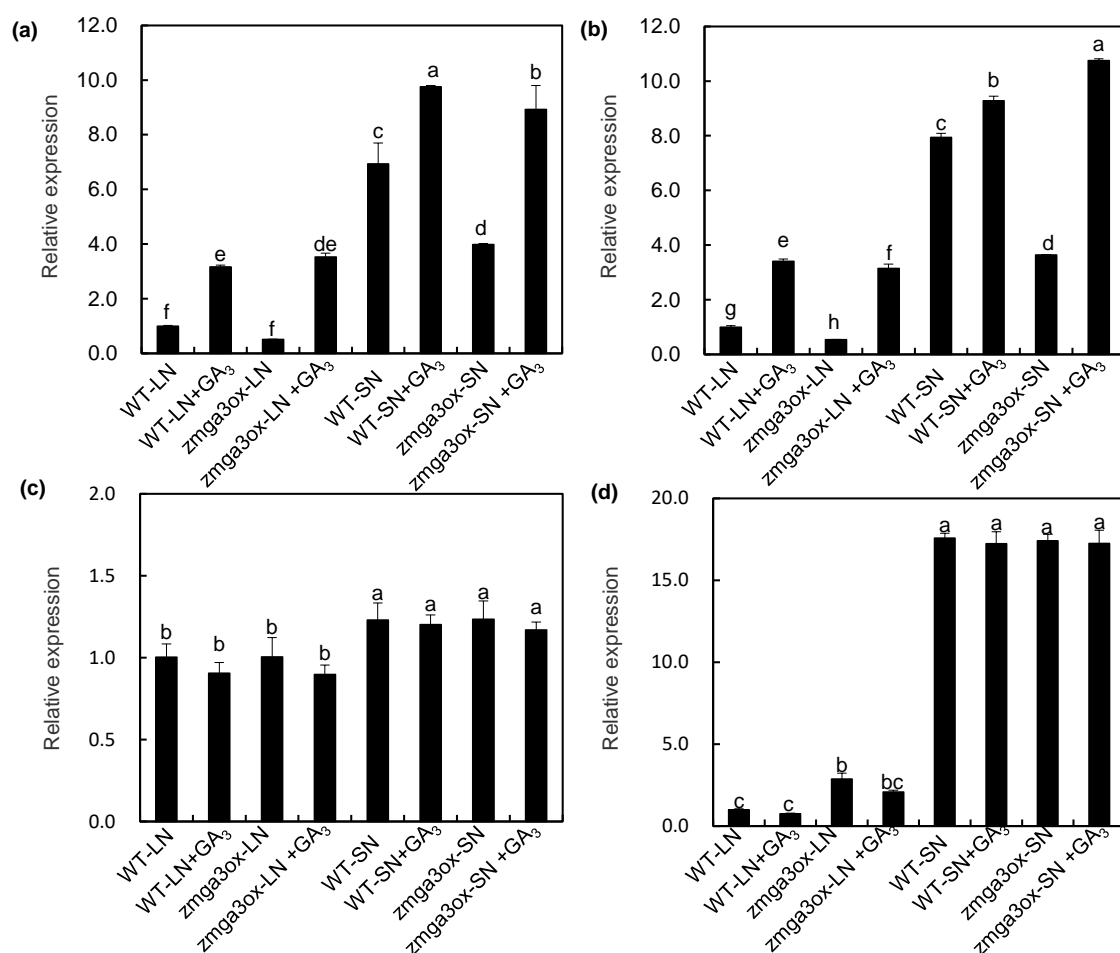 (a)
Relative expression
12.0
10.0
8.0
6.0
4.0
2.0
0.0
f
e
f
de
c
a
d
b
WT-LN
WT-LN+GA₃
zmga3ox-LN
zmga3ox-LN +GA₃
WT-SN
WT-SN+GA₃
zmga3ox-SN
zmga3ox-SN +GA₃
(b)
Relative expression
12.0
10.0
8.0
6.0
4.0
2.0
0.0
g
e
h
f
c
b
d
a
WT-LN
WT-LN+GA₃
zmga3ox-LN
zmga3ox-LN +GA₃
WT-SN
WT-SN+GA₃
zmga3ox-SN
zmga3ox-SN +GA₃
(c)
Relative expression
2.0
1.5
1.0
0.5
0.0
b
b
b
b
a
a
a
a
WT-LN
WT-LN+GA₃
zmga3ox-LN
zmga3ox-LN +GA₃
WT-SN
WT-SN+GA₃
zmga3ox-SN
zmga3ox-SN +GA₃
(d)
Relative expression
20.0
15.0
10.0
5.0
0.0
c
c
b
bc
a
a
a
a
WT-LN
WT-LN+GA₃
zmga3ox-LN
zmga3ox-LN +GA₃
WT-SN
WT-SN+GA₃
zmga3ox-SN
zmga3ox-SN +GA₃